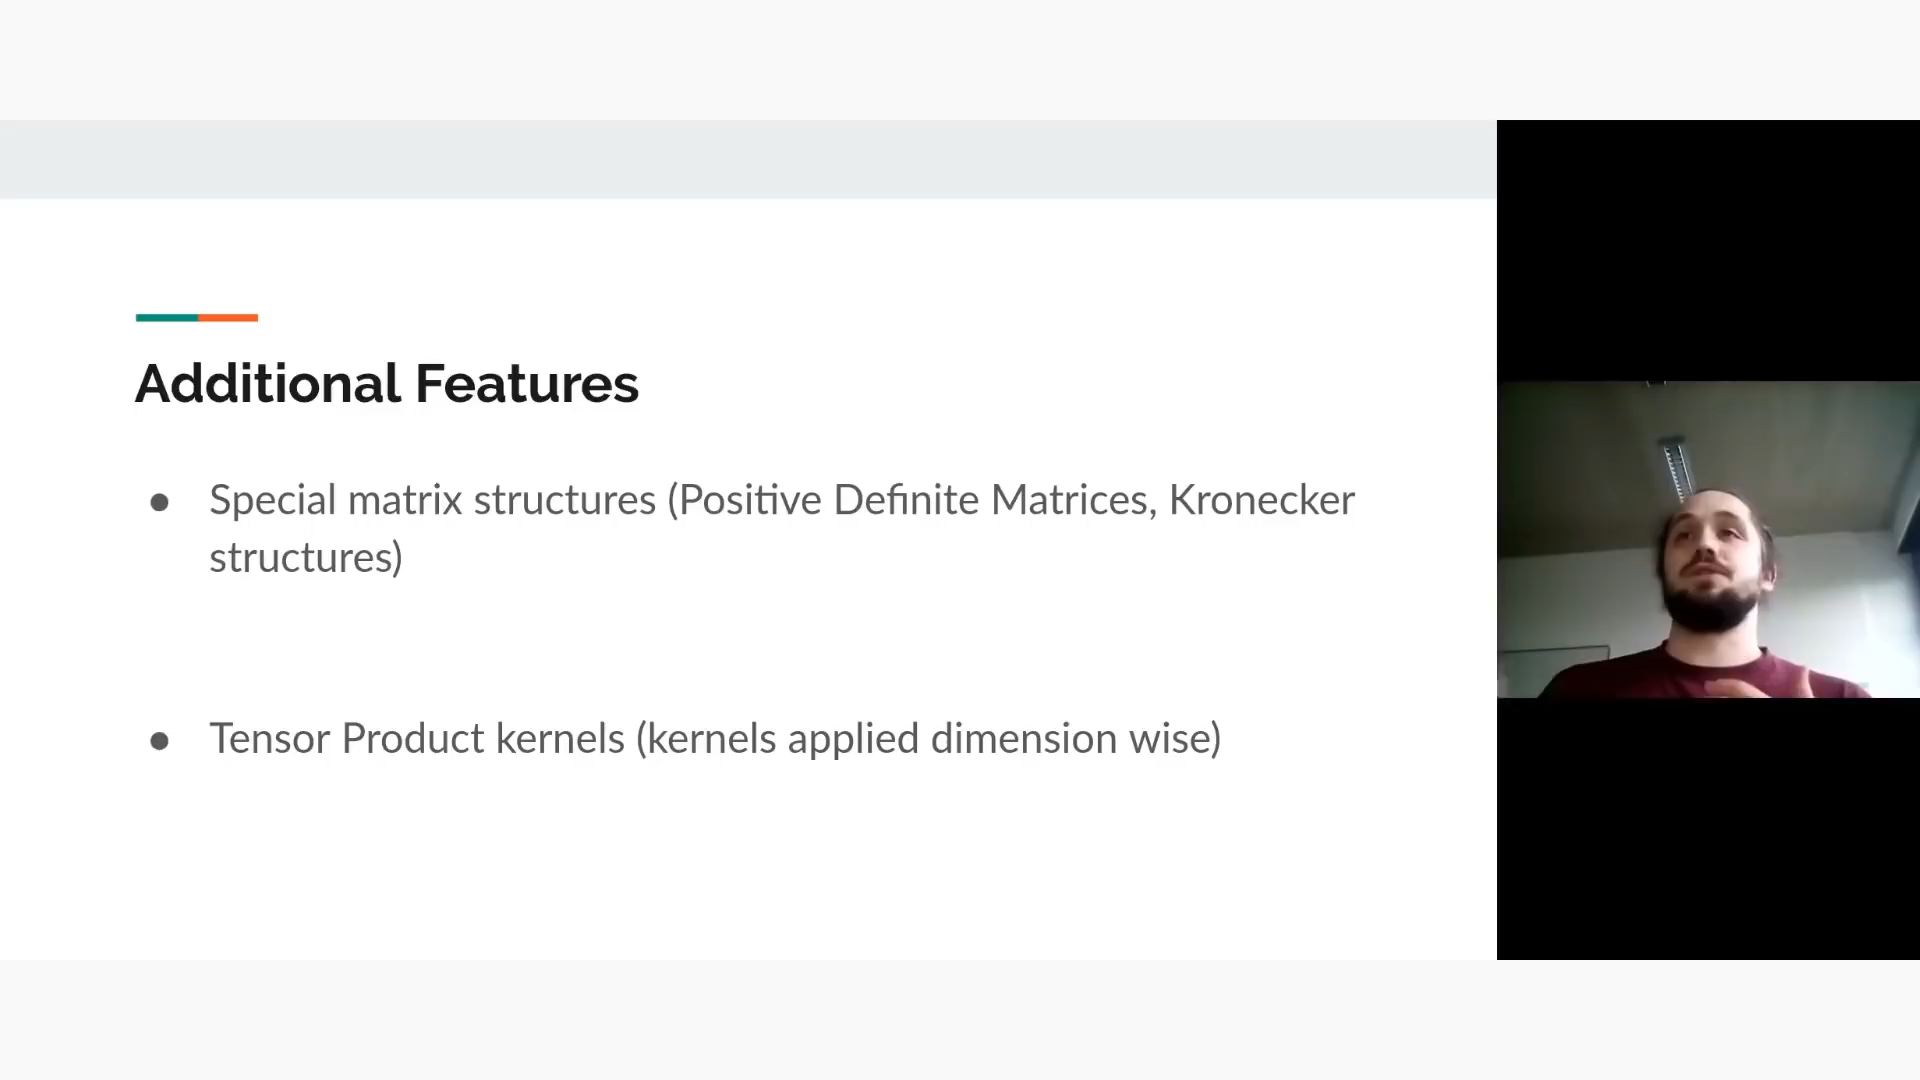 Additional Features
● Special matrix structures (Positive Definite Matrices, Kronecker
structures)
● Tensor Product kernels (kernels applied dimension wise)